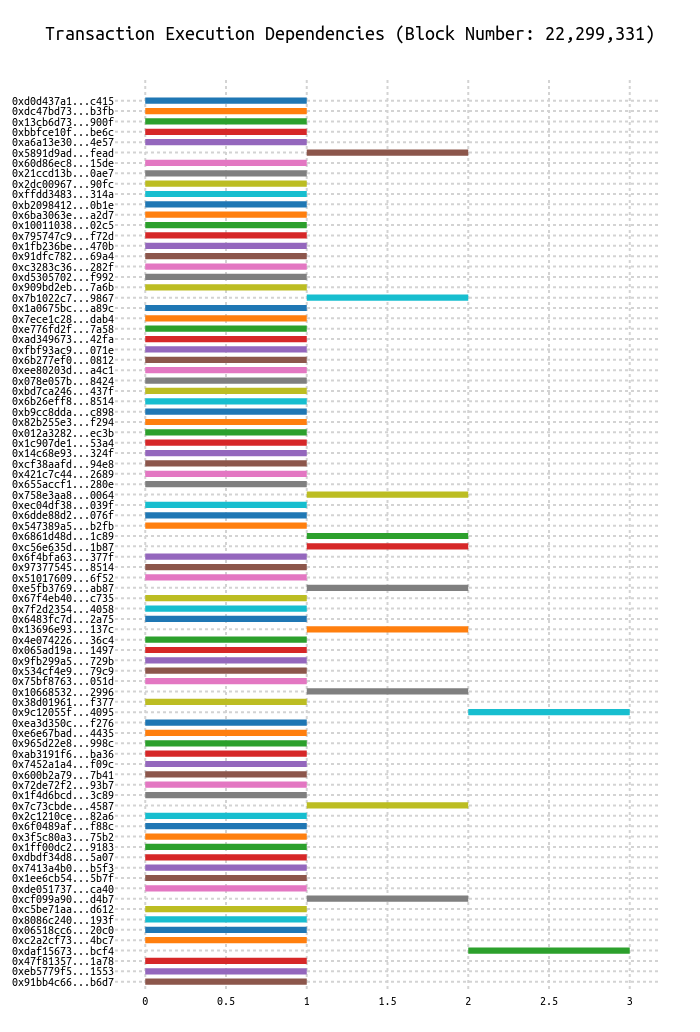 Transaction Execution Dependencies (Block Number: 22,299,331)
0xd0d437a1...c415
0xdc47bd73...b3fb
0x13cb6d73...900f
0xbbfce10f...be6c
0xa6a13e30...4e57
0x5891d9ad...fead
0x60d86ec8...15de
0x21ccd13b...0ae7
0x2dc00967...90fc
0xffdd3483...314a
0xb2098412...0b1e
0x6ba3063e...a2d7
0x10011038...02c5
0x795747c9...f72d
0x1fb236be...470b
0x91dfc782...69a4
0xc3283c36...282f
0xd5305702...f992
0x909bd2eb...7a6b
0x7b1022c7...9867
0x1a0675bc...a89c
0x7ece1c28...dab4
0xe776fd2f...7a58
0xad349673...42fa
0xfbf93ac9...071e
0x6b277ef0...0812
0xee80203d...a4c1
0x078e057b...8424
0xbd7ca246...437f
0x6b26eff8...8514
0xb9cc8dda...c898
0x82b255e3...f294
0x012a3282...ec3b
0x1c907de1...53a4
0x14c68e93...324f
0xcf38aafd...94e8
0x421c7c44...2689
0x655accf1...280e
0x758e3aa8...0064
0xec04df38...039f
0x6dde88d2...076f
0x547389a5...b2fb
0x6861d48d...1c89
0xc56e635d...1b87
0x6f4bfa63...377f
0x97377545...8514
0x51017609...6f52
0xe5fb3769...ab87
0x67f4eb40...c735
0x7f2d2354...4058
0x6483fc7d...2a75
0x13696e93...137c
0x4e074226...36c4
0x065ad19a...1497
0x9fb299a5...729b
0x534cf4e9...79c9
0x75bf8763...051d
0x10668532...2996
0x38d01961...f377
0x9c12055f...4095
0xea3d350c...f276
0xe6e67bad...4435
0x965d22e8...998c
0xab3191f6...ba36
0x7452a1a4...f09c
0x600b2a79...7b41
0x72de72f2...93b7
0x1f4d6bcd...3c89
0x7c73cbde...4587
0x2c1210ce...82a6
0x6f0489af...f88c
0x3f5c80a3...75b2
0x1ff00dc2...9183
0xdbdf34d8...5a07
0x7413a4b0...b5f3
0x1ee6cb54...5b7f
0xde051737...ca40
0xcf099a90...d4b7
0xc5be71aa...d612
0x8086c240...193f
0x06518cc6...20c0
0xc2a2cf73...4bc7
0xdaf15673...bcf4
0x47f81357...1a78
0xeb5779f5...1553
0x91bb4c66...b6d7
0 0.5 1 1.5 2 2.5 3